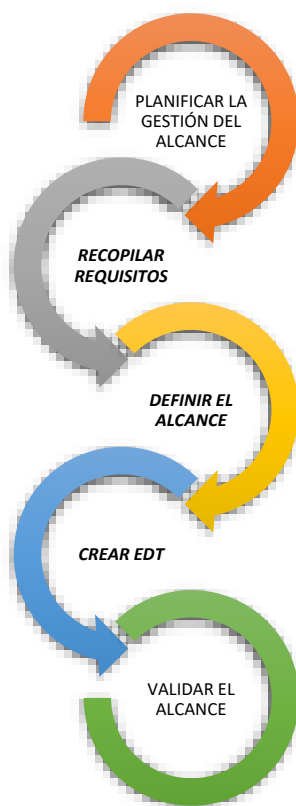 PLANIFICAR LA
GESTIÓN DEL
ALCANCE
RECOPILAR
REQUISITOS
DEFINIR EL
ALCANCE
CREAR EDT
VALIDAR EL
ALCANCE